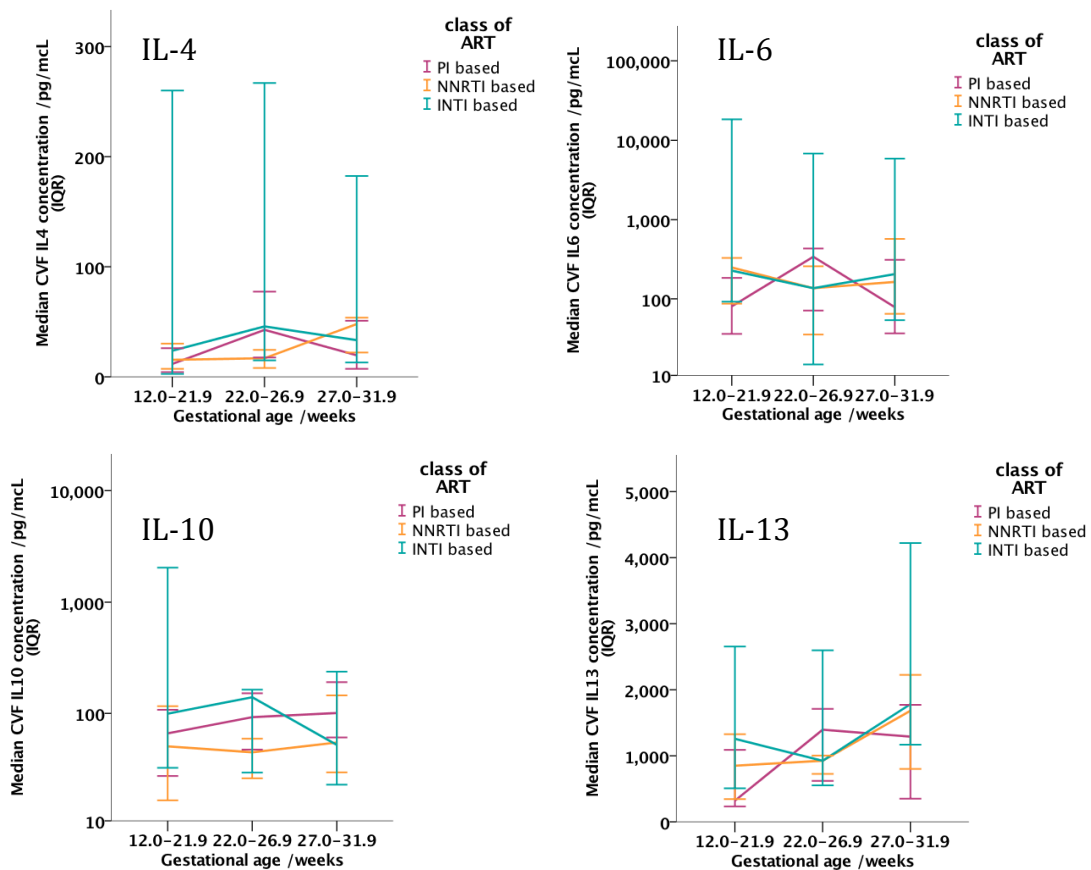 IL-4
class of
ART
PI based
NNRTI based
INTI based
Median CVF IL4 concentration /pg/mcL
(IQR)
300
200
100
0
12.0-21.9 22.0-26.9 27.0-31.9
Gestational age /weeks
IL-6
class of
ART
PI based
NNRTI based
INTI based
Median CVF IL6 concentration /pg/mcL
(IQR)
100,000
10,000
1,000
100
10
12.0-21.9 22.0-26.9 27.0-31.9
Gestational age /weeks
IL-10
class of
ART
PI based
NNRTI based
INTI based
Median CVF IL10 concentration /pg/mcL
(IQR)
10,000
1,000
100
10
12.0-21.9 22.0-26.9 27.0-31.9
Gestational age /weeks
IL-13
class of
ART
PI based
NNRTI based
INTI based
Median CVF IL13 concentration /pg/mcL
(IQR)
5,000
4,000
3,000
2,000
1,000
0
12.0-21.9 22.0-26.9 27.0-31.9
Gestational age /weeks